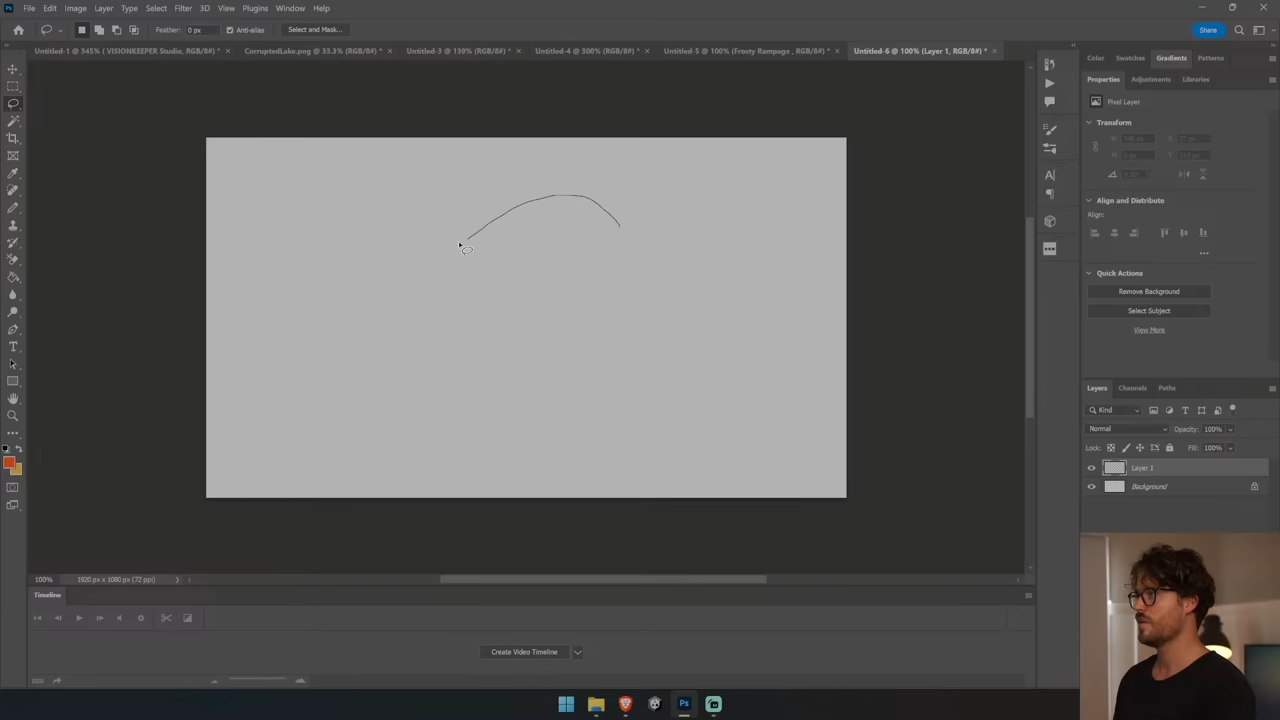 Ps File Edit Image Layer Type Select Filter 3D View Plugins Window Help
Feather: 0 px Anti-alias Select and Mask... Share
Untitled-1 @ 345% ( VISIONKEEPER Studio, RGB/8#) * × CorruptedLake.png @ 33.3% (RGB/8#) * × Untitled-3 @ 139% (RGB/8#) * × Untitled-4 @ 300% (RGB/8#) * × Untitled-5 @ 100% (Frosty Rampage , RGB/8#) * × Untitled-6 @ 100% (Layer 1, RGB/8#) * ×
Color Swatches Gradients Patterns
Properties Adjustments Libraries
Pixel Layer
Transform
W: X:
H: Y:
Align and Distribute
Align:
Quick Actions
Remove Background
Select Subject
View More
Layers Channels Paths
Kind
Normal Opacity: 100%
Lock: Fill: 100%
Layer 1
Background
100% 1920 px x 1080 px (72 ppi)
Timeline
Create Video Timeline
Ps